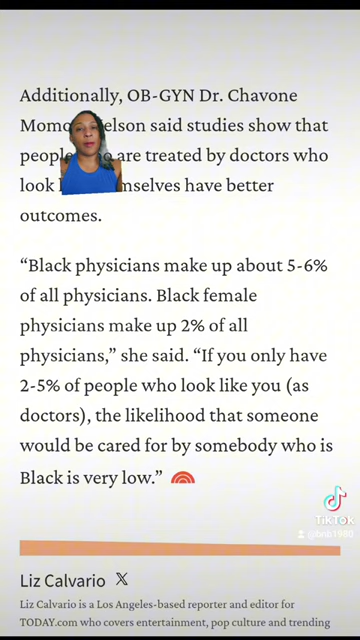 Additionally, OB-GYN Dr. Chavone
said studies show that
are treated by doctors who
have better
outcomes.
“Black physicians make up about 5-6%
of all physicians. Black female
physicians make up 2% of all
physicians,” she said. “If you only have
2-5% of people who look like you (as
doctors), the likelihood that someone
would be cared for by somebody who is
Black is very low.”
TikTok
@bnb1980
Liz Calvario X
Liz Calvario is a Los Angeles-based reporter and editor for
TODAY.com who covers entertainment, pop culture and trending